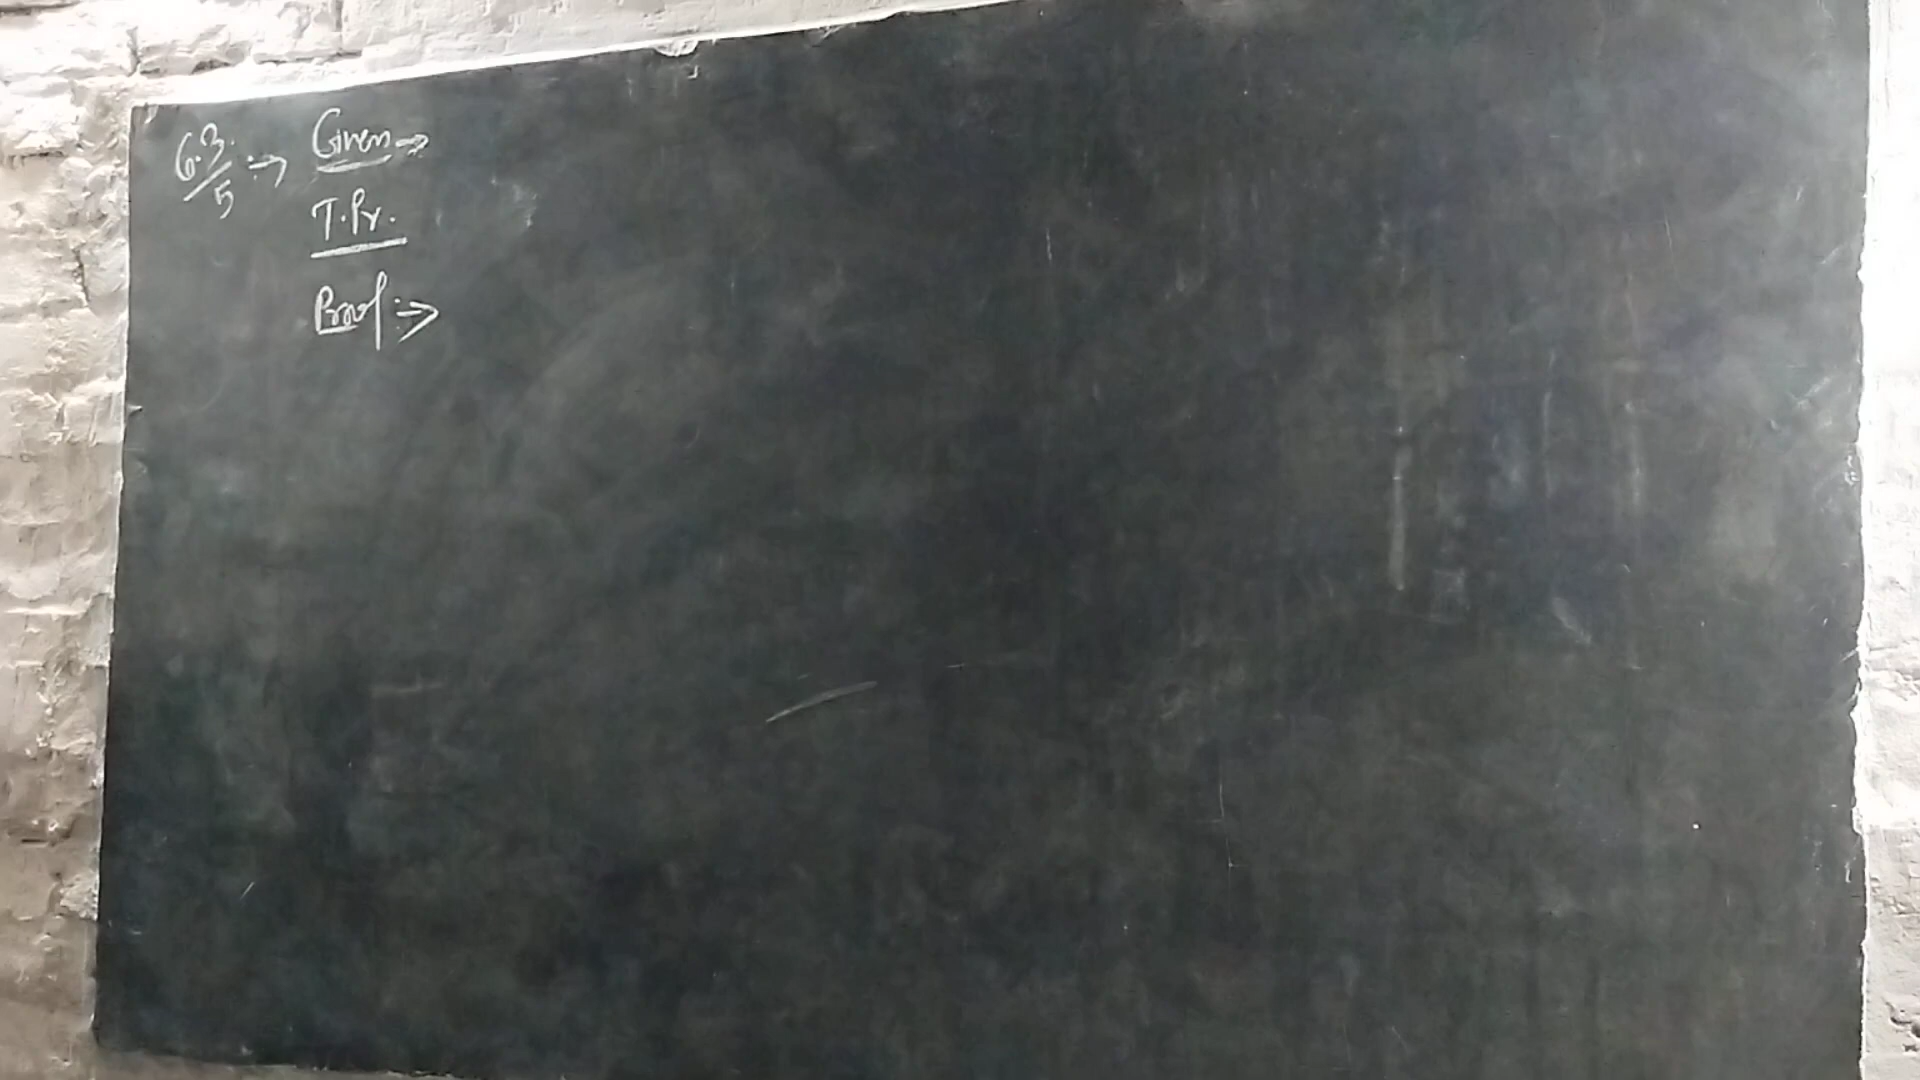 6.3/5 :→ Given →
T.Pr.
Proof :→